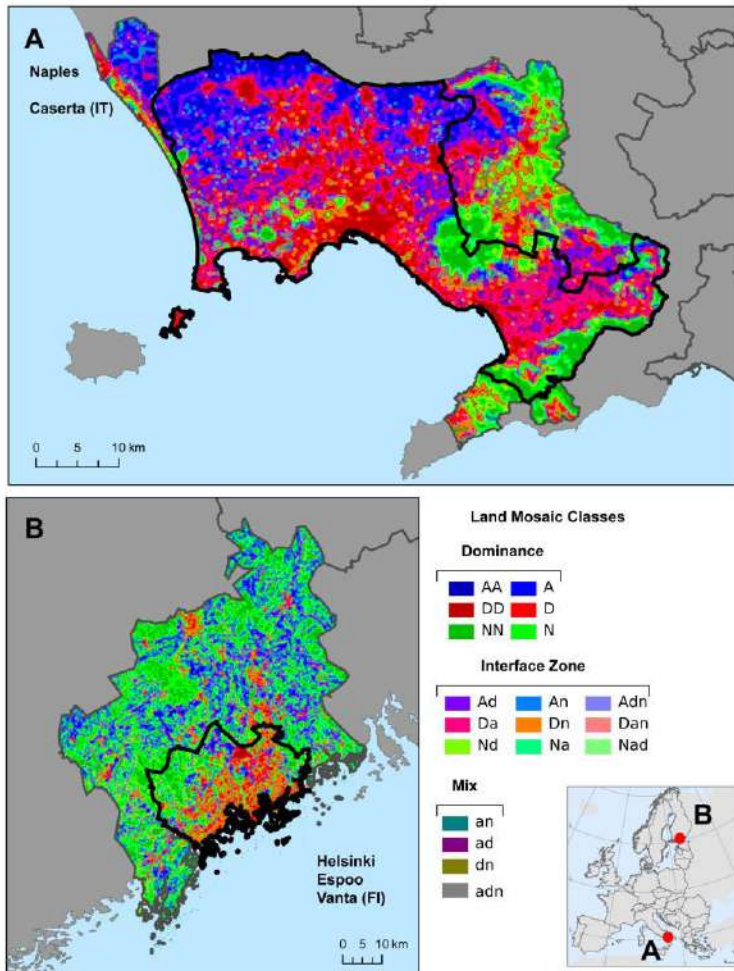 A
Naples
Caserta (IT)
0 5 10 km
B
Helsinki
Espoo
Vanta (FI)
0 5 10 km
Land Mosaic Classes
Dominance
AA A
DD D
NN N
Interface Zone
Ad An Adn
Da Dn Dan
Nd Na Nad
Mix
an
ad
dn
adn
B
A